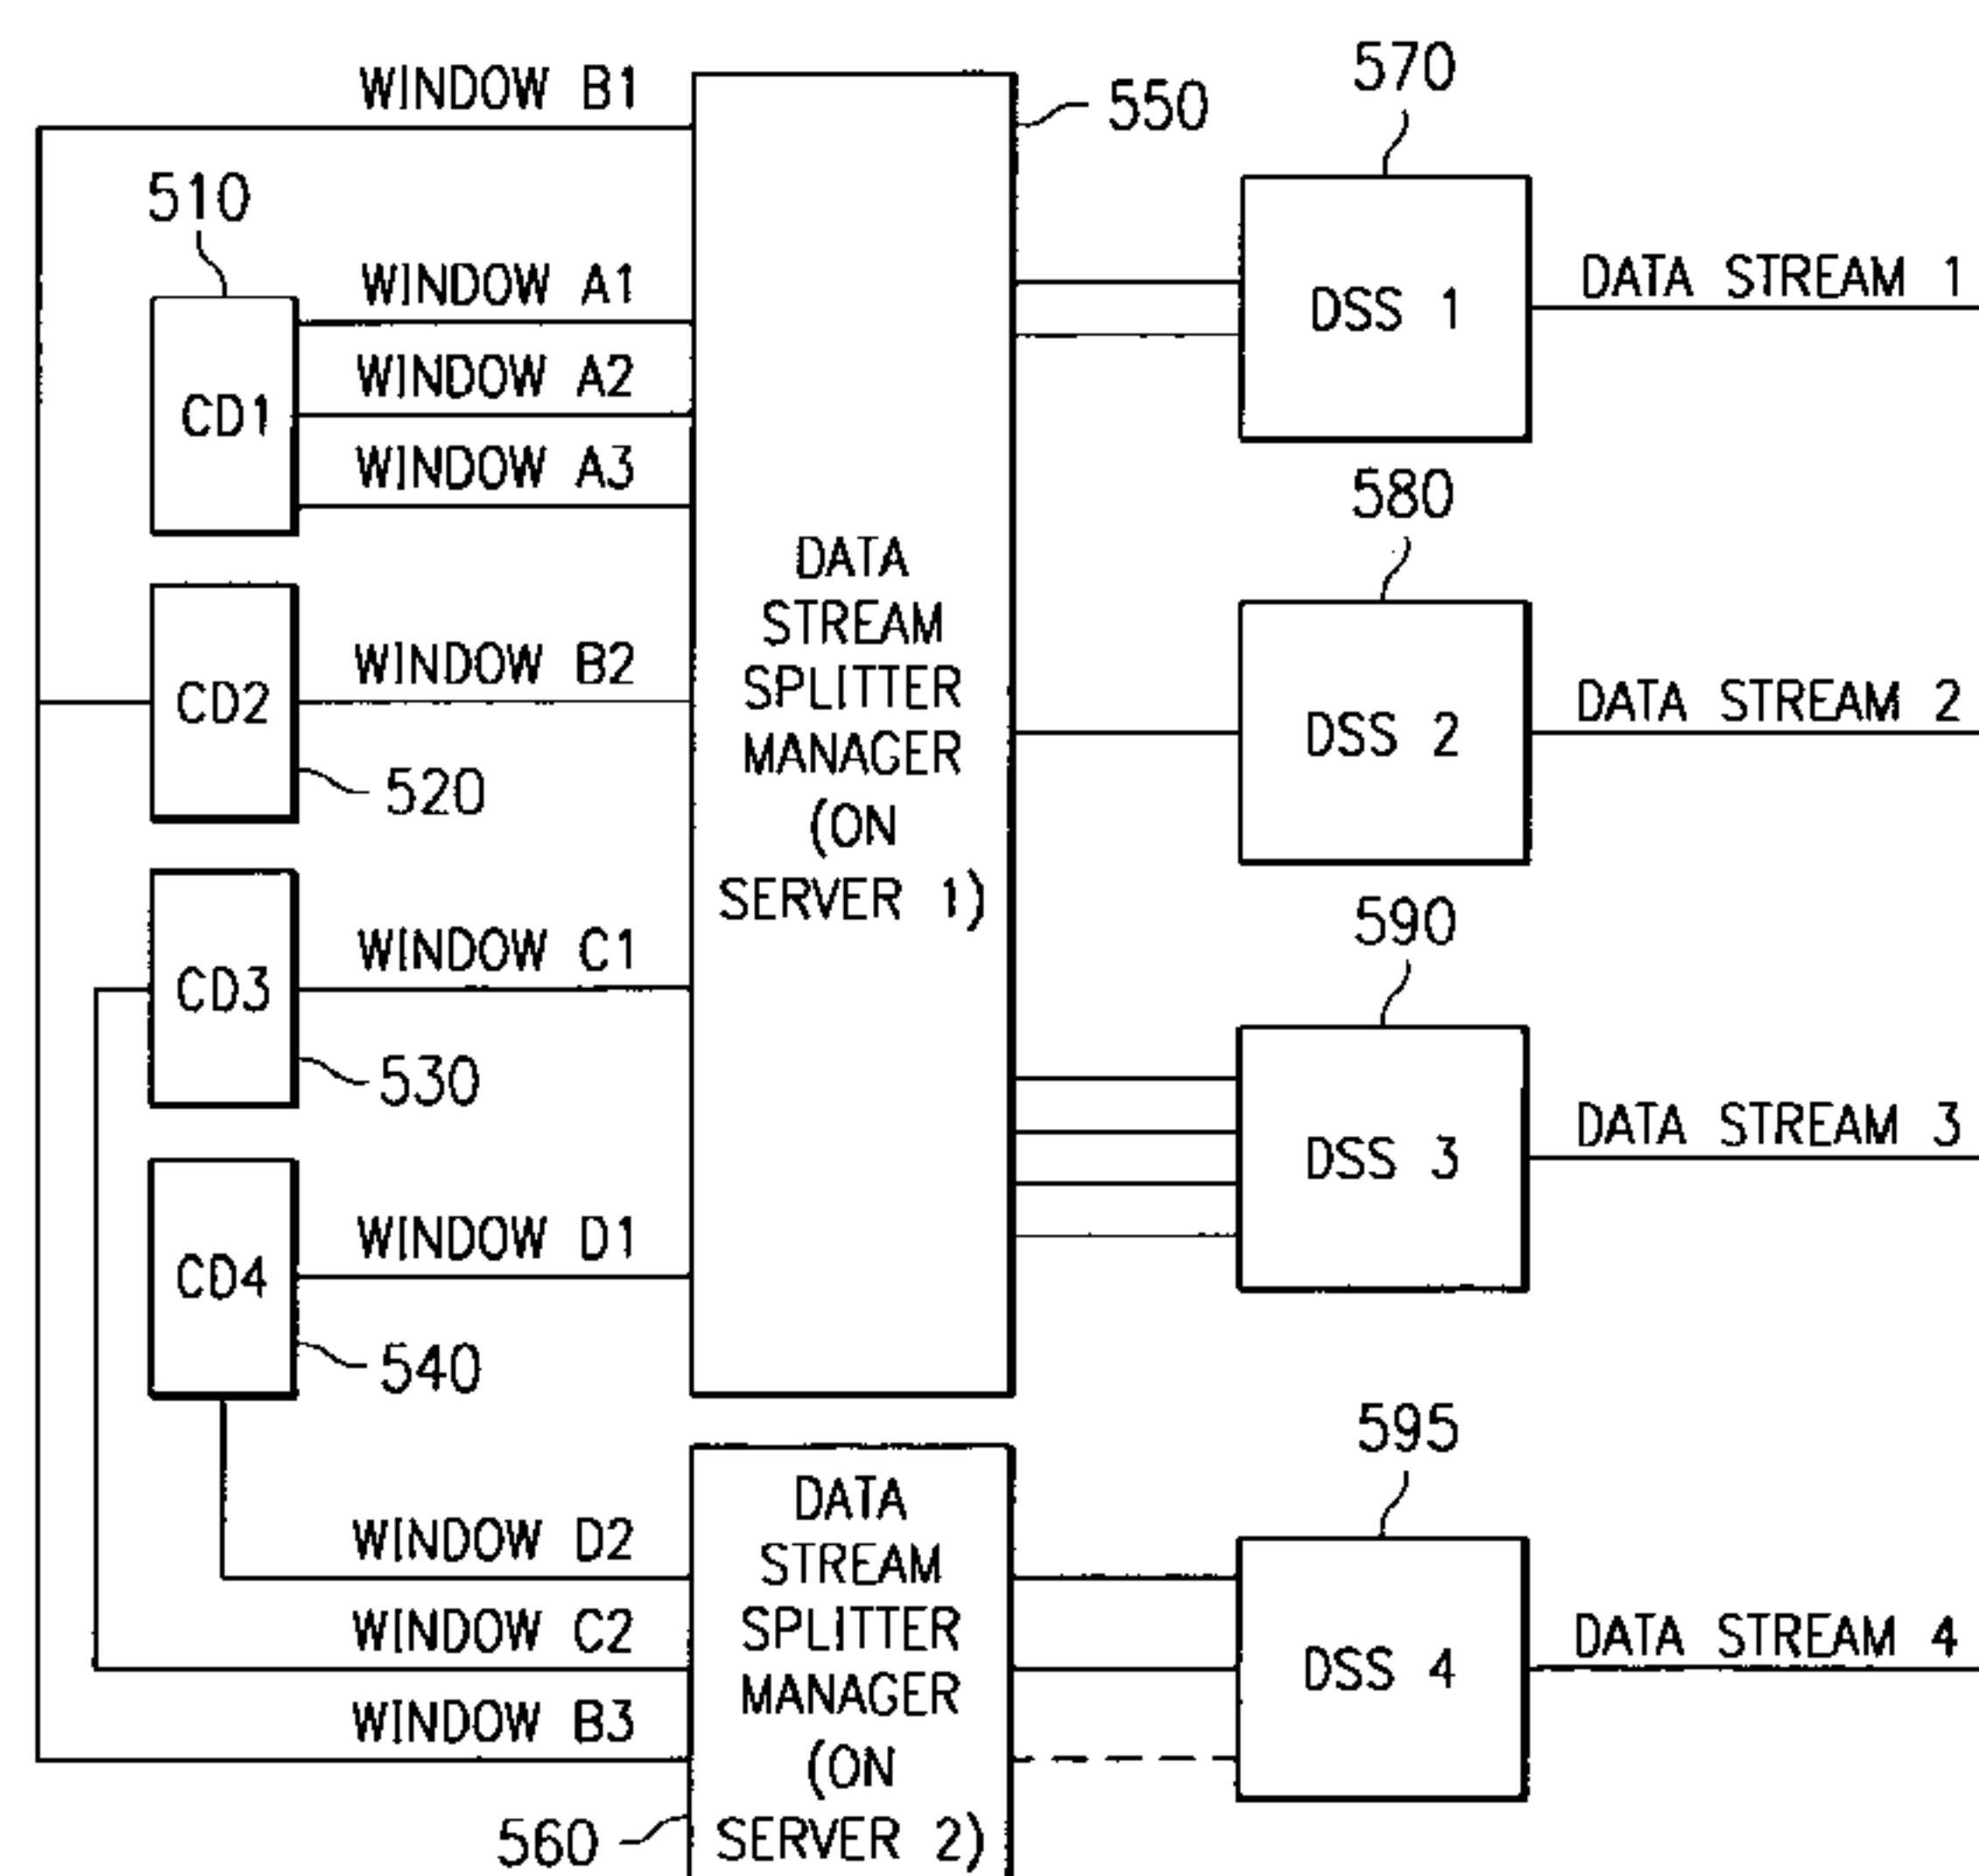 WINDOW B1
550
570
510
WINDOW A1
WINDOW A2
WINDOW A3
CD1
DSS 1
DATA STREAM 1
580
DATA
STREAM
SPLITTER
MANAGER
(ON
SERVER 1)
WINDOW B2
CD2
520
DSS 2
DATA STREAM 2
590
WINDOW C1
CD3
530
DSS 3
DATA STREAM 3
WINDOW D1
CD4
540
595
WINDOW D2
WINDOW C2
WINDOW B3
DATA
STREAM
SPLITTER
MANAGER
(ON
SERVER 2)
560
DSS 4
DATA STREAM 4